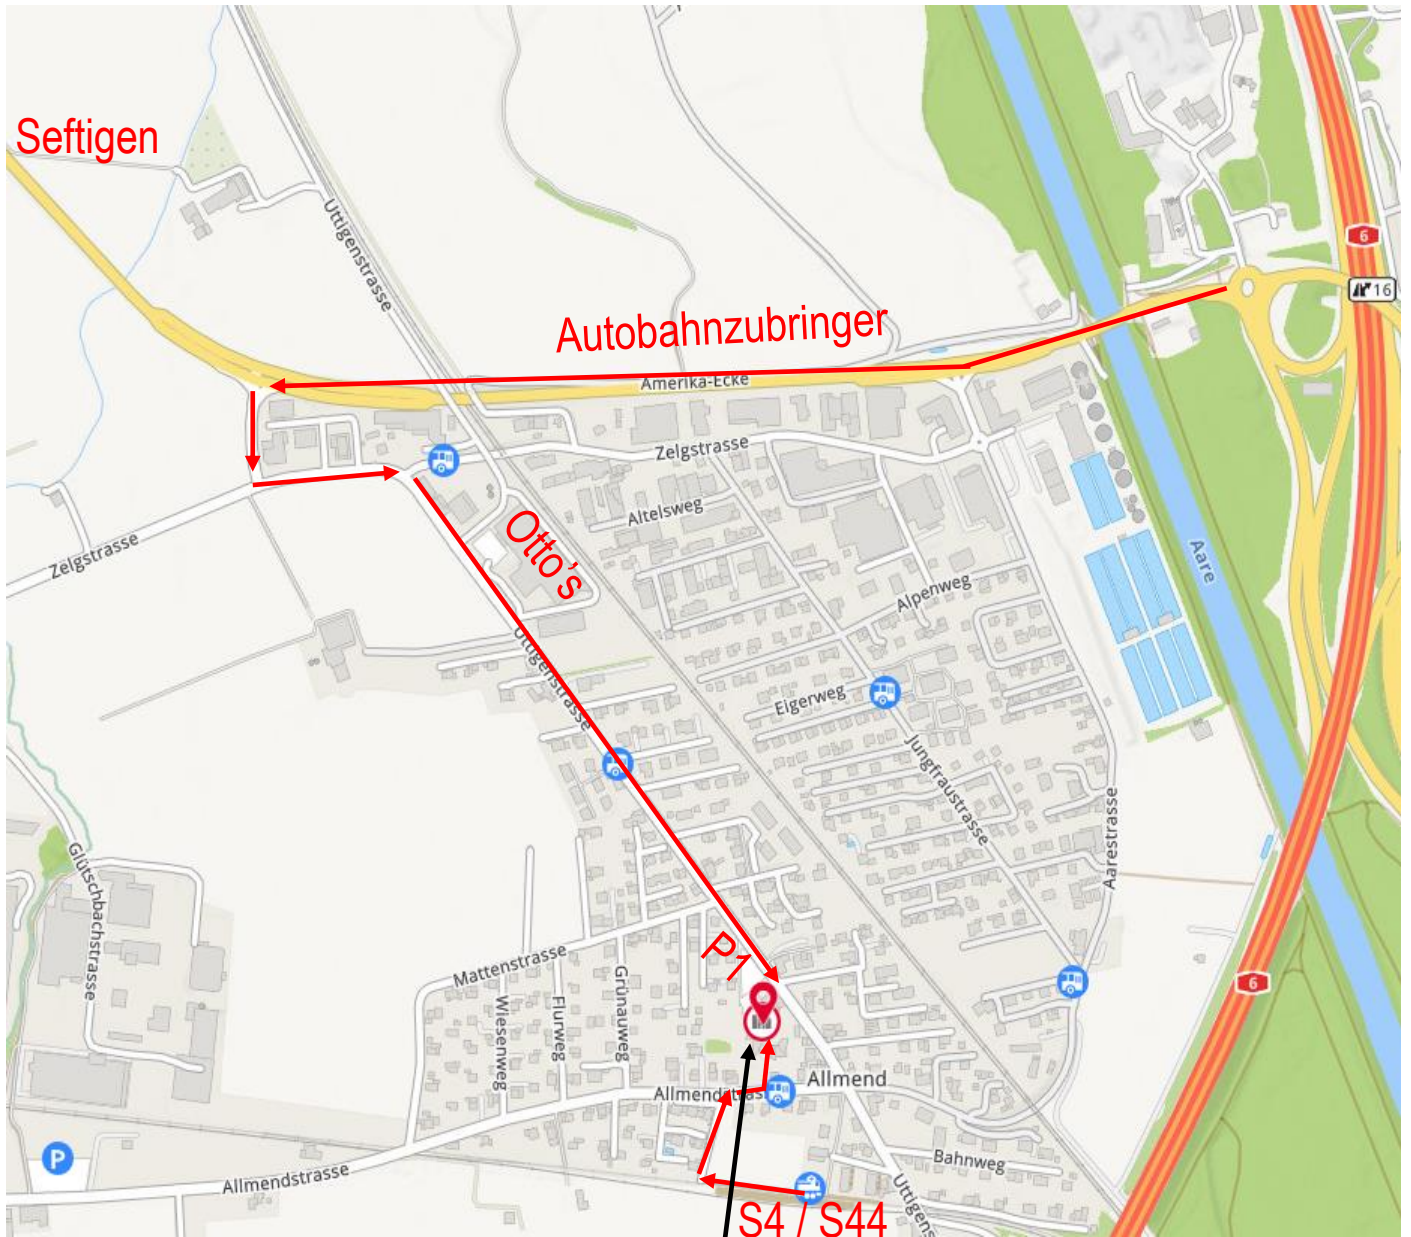 Seftigen
Uttigenstrasse
6
16
Autobahnzubringer
Amerika-Ecke
Zelgstrasse
Altelsweg
Otto's
Zelgstrasse
Aare
Alpenweg
Uttigenstrasse
Eigerweg
Jungfraustrasse
Aarestrasse
Glütschbachstrasse
P1
Mattenstrasse
Grünauweg
Flurweg
Wiesenweg
6
Allmend
P
Allmendstrasse
Bahnweg
S4 / S44